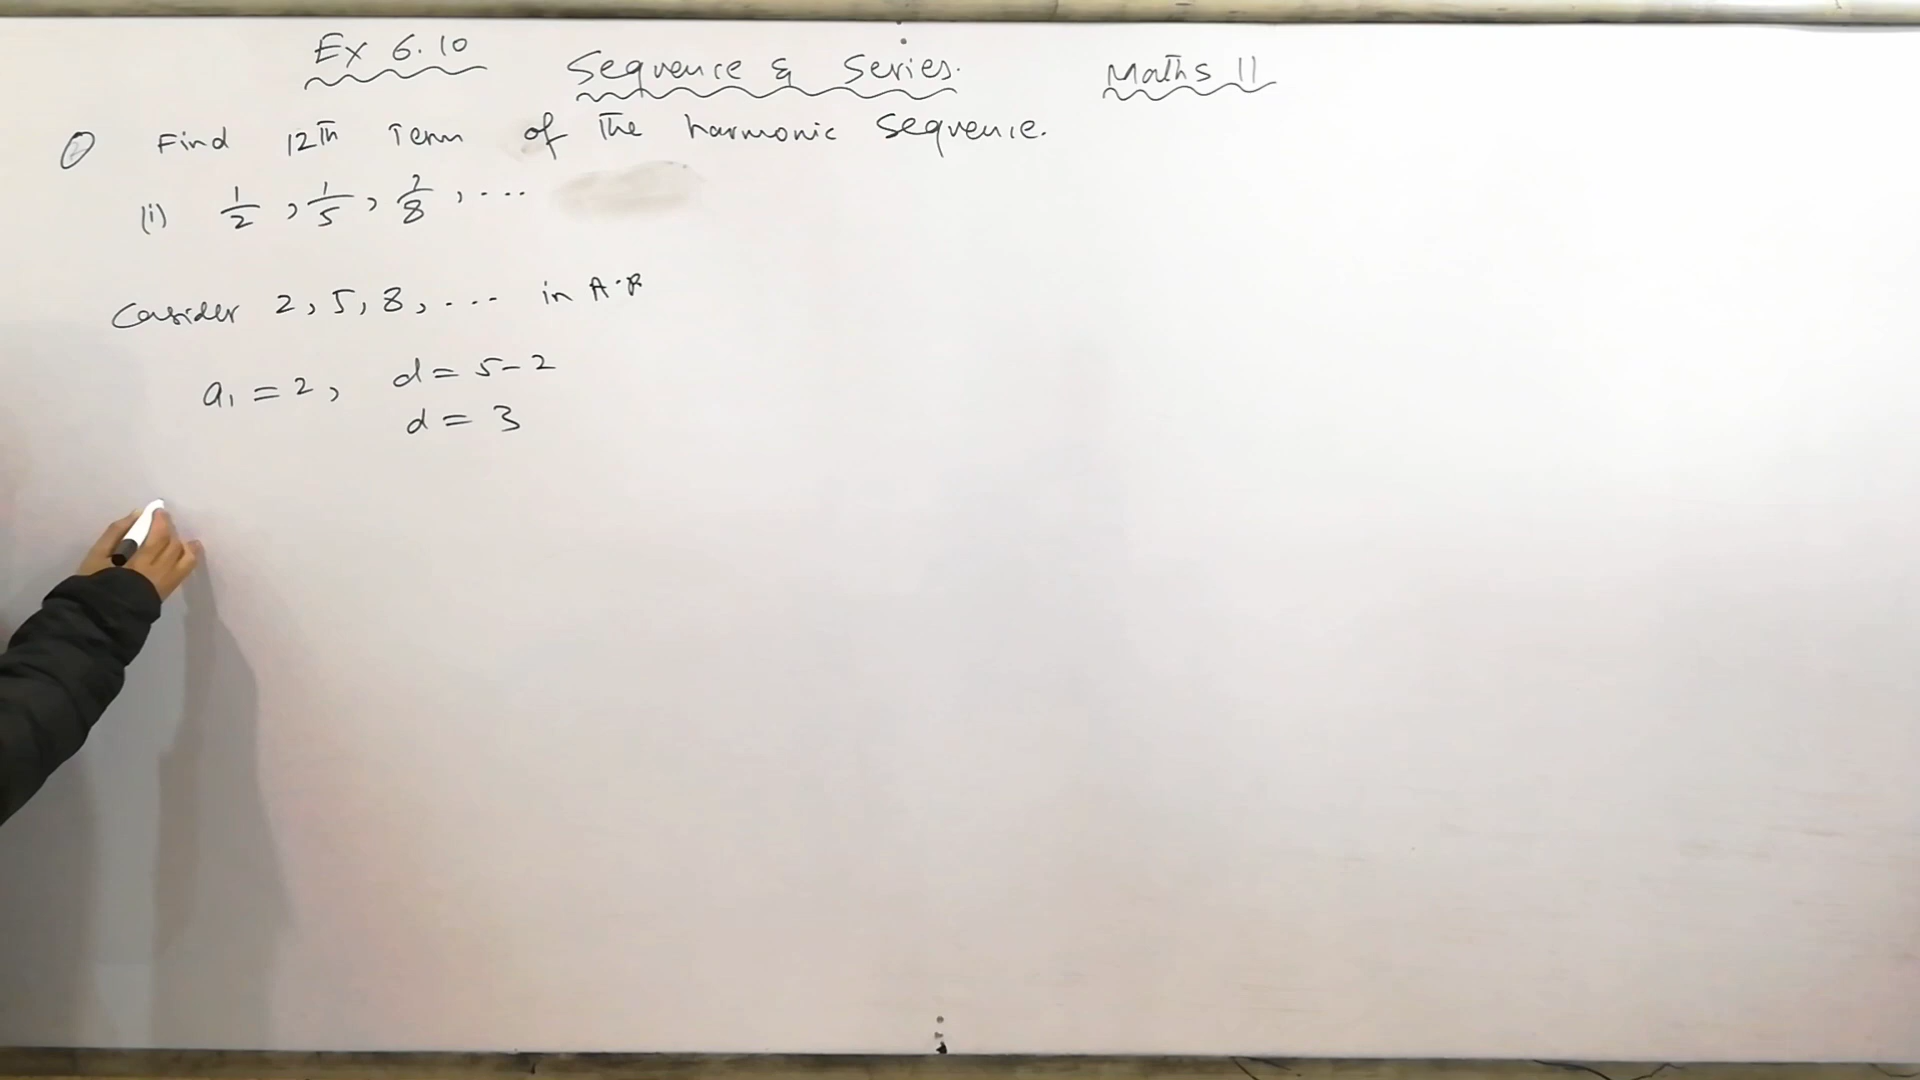 Ex 6.10 Sequence & Series. Maths 11
Find 12th Term of the harmonic sequence.
(i) 1/2, 1/5, 1/8, ...
Consider 2, 5, 8, ... in A.P
a₁ = 2, d = 5-2
d = 3